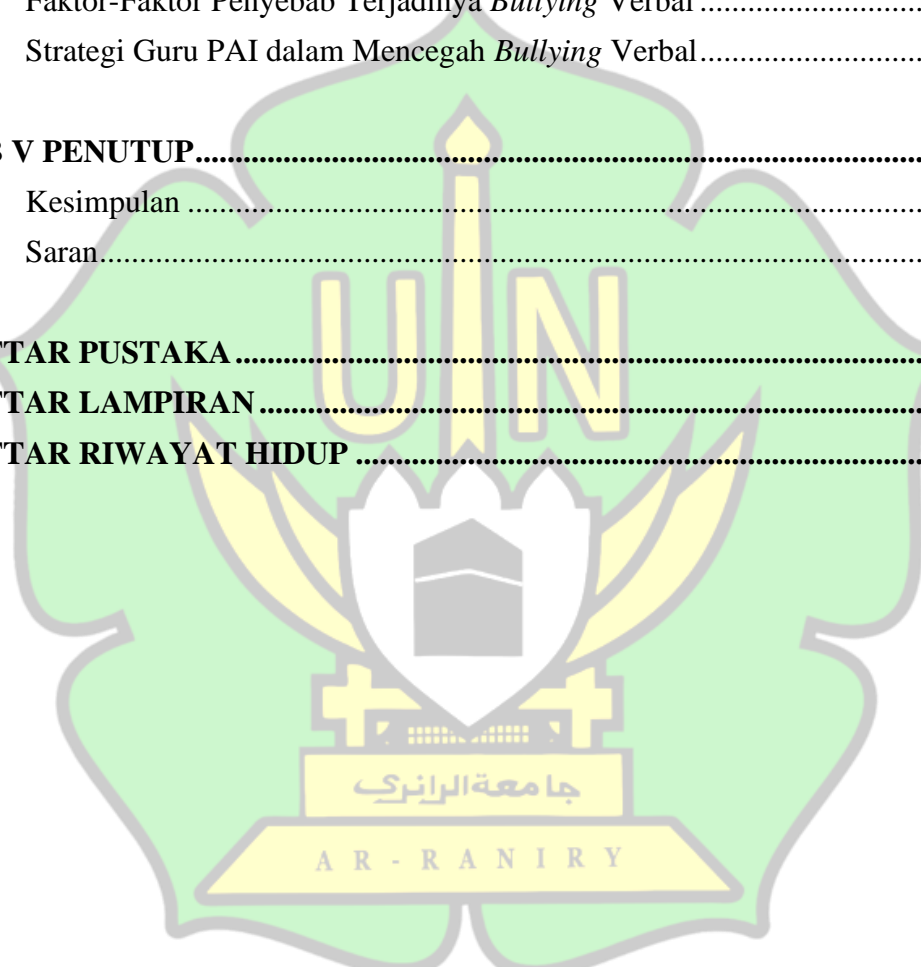 Faktor-Faktor Penyebab Terjadinya Bullying Verbal ............................
Strategi Guru PAI dalam Mencegah Bullying Verbal ............................
V PENUTUP ............................
Kesimpulan ............................
Saran ............................
TAR PUSTAKA ............................
TAR LAMPIRAN ............................
TAR RIWAYAT HIDUP ............................
UIN
جامعة الرانري
AR-RANIRY